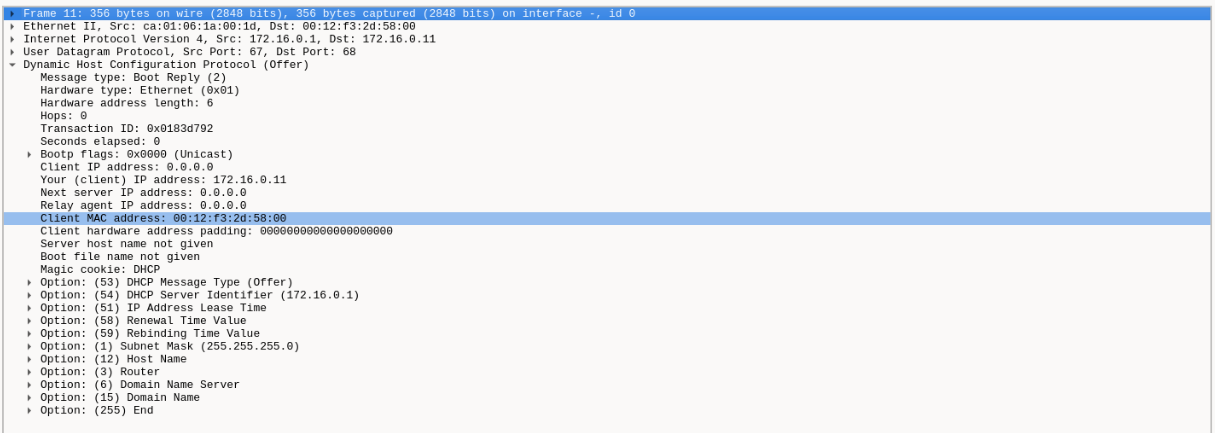 Frame 11: 356 bytes on wire (2848 bits), 356 bytes captured (2848 bits) on interface -, id 0
Ethernet II, Src: ca:01:06:1a:00:1d, Dst: 00:12:f3:2d:58:00
Internet Protocol Version 4, Src: 172.16.0.1, Dst: 172.16.0.11
User Datagram Protocol, Src Port: 67, Dst Port: 68
Dynamic Host Configuration Protocol (Offer)
Message type: Boot Reply (2)
Hardware type: Ethernet (0x01)
Hardware address length: 6
Hops: 0
Transaction ID: 0x0183d792
Seconds elapsed: 0
Bootp flags: 0x0000 (Unicast)
Client IP address: 0.0.0.0
Your (client) IP address: 172.16.0.11
Next server IP address: 0.0.0.0
Relay agent IP address: 0.0.0.0
Client MAC address: 00:12:f3:2d:58:00
Client hardware address padding: 00000000000000000000
Server host name not given
Boot file name not given
Magic cookie: DHCP
Option: (53) DHCP Message Type (Offer)
Option: (54) DHCP Server Identifier (172.16.0.1)
Option: (51) IP Address Lease Time
Option: (58) Renewal Time Value
Option: (59) Rebinding Time Value
Option: (1) Subnet Mask (255.255.255.0)
Option: (12) Host Name
Option: (3) Router
Option: (6) Domain Name Server
Option: (15) Domain Name
Option: (255) End